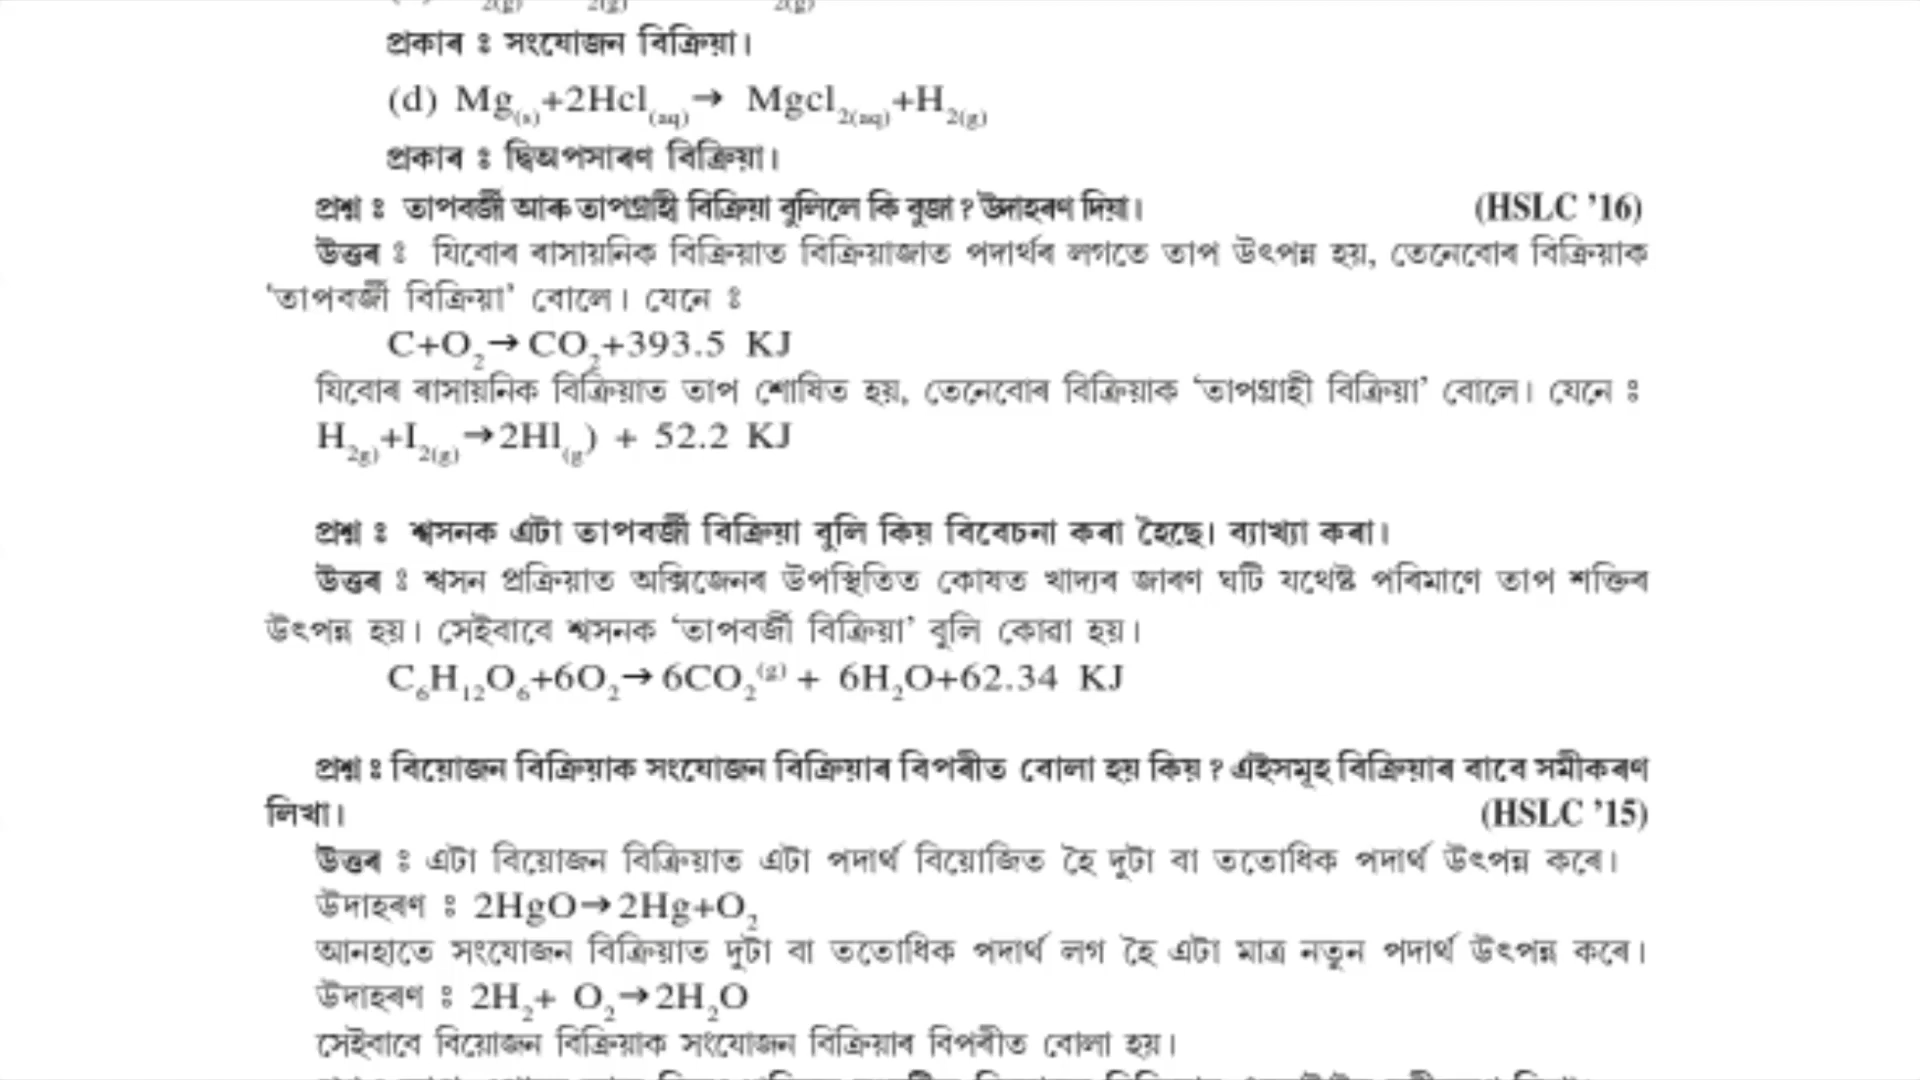 প্ৰকাৰ ঃ সংযোজন বিক্ৰিয়া।
(d) Mg(s)+2Hcl(aq)→ Mgcl2(aq)+H2(g)
প্ৰকাৰ ঃ দ্বিঅপসাৰণ বিক্ৰিয়া।
প্ৰশ্ন ঃ তাপবৰ্জী আৰু তাপগ্ৰাহী বিক্ৰিয়া বুলিলে কি বুজা ? উদাহৰণ দিয়া। (HSLC ’16)
উত্তৰ ঃ যিবোৰ ৰাসায়নিক বিক্ৰিয়াত বিক্ৰিয়াজাত পদাৰ্থৰ লগতে তাপ উৎপন্ন হয়, তেনেবোৰ বিক্ৰিয়াক
‘তাপবৰ্জী বিক্ৰিয়া’ বোলে। যেনে ঃ
C+O2→CO2+393.5 KJ
যিবোৰ ৰাসায়নিক বিক্ৰিয়াত তাপ শোষিত হয়, তেনেবোৰ বিক্ৰিয়াক ‘তাপগ্ৰাহী বিক্ৰিয়া’ বোলে। যেনে ঃ
H2g)+I2(g)→2Hl(g) + 52.2 KJ
প্ৰশ্ন ঃ শ্বসনক এটা তাপবৰ্জী বিক্ৰিয়া বুলি কিয় বিবেচনা কৰা হৈছে। ব্যাখ্যা কৰা।
উত্তৰ ঃ শ্বসন প্ৰক্ৰিয়াত অক্সিজেনৰ উপস্থিতিত কোষত খাদ্যৰ জাৰণ ঘটি যথেষ্ট পৰিমাণে তাপ শক্তিৰ
উৎপন্ন হয়। সেইবাবে শ্বসনক ‘তাপবৰ্জী বিক্ৰিয়া’ বুলি কোৱা হয়।
C6H12O6+6O2→6CO2(g) + 6H2O+62.34 KJ
প্ৰশ্ন ঃ বিয়োজন বিক্ৰিয়াক সংযোজন বিক্ৰিয়াৰ বিপৰীত বোলা হয় কিয় ? এইসমূহ বিক্ৰিয়াৰ বাবে সমীকৰণ
লিখা। (HSLC ’15)
উত্তৰ ঃ এটা বিয়োজন বিক্ৰিয়াত এটা পদাৰ্থ বিয়োজিত হৈ দুটা বা ততোধিক পদাৰ্থ উৎপন্ন কৰে।
উদাহৰণ ঃ 2HgO→2Hg+O2
আনহাতে সংযোজন বিক্ৰিয়াত দুটা বা ততোধিক পদাৰ্থ লগ হৈ এটা মাত্ৰ নতুন পদাৰ্থ উৎপন্ন কৰে।
উদাহৰণ ঃ 2H2+ O2→2H2O
সেইবাবে বিয়োজন বিক্ৰিয়াক সংযোজন বিক্ৰিয়াৰ বিপৰীত বোলা হয়।